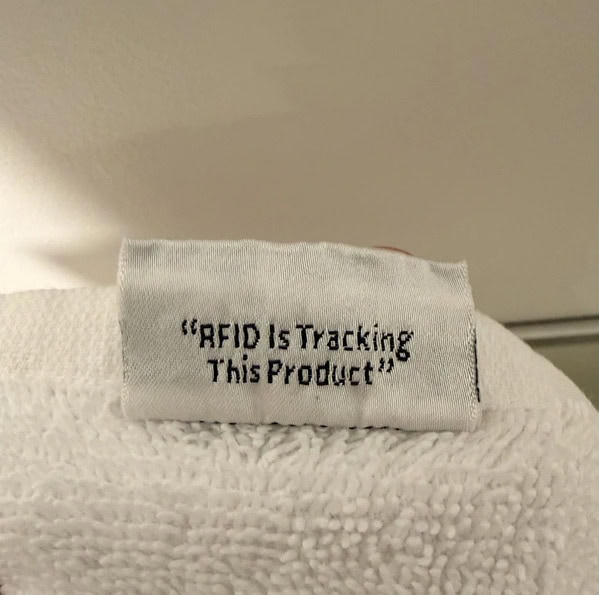 “RFID Is Tracking
This Product”